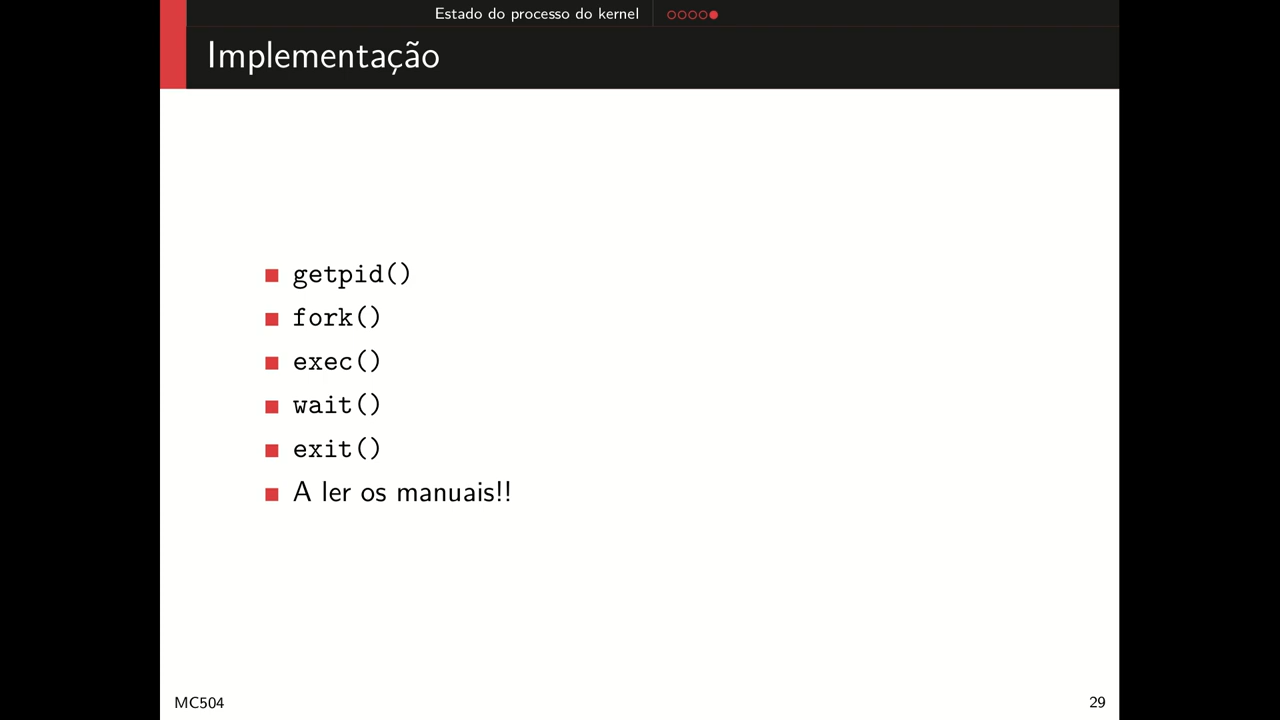 Estado do processo do kernel
Implementação
getpid()
fork()
exec()
wait()
exit()
A ler os manuais!!
MC504
29